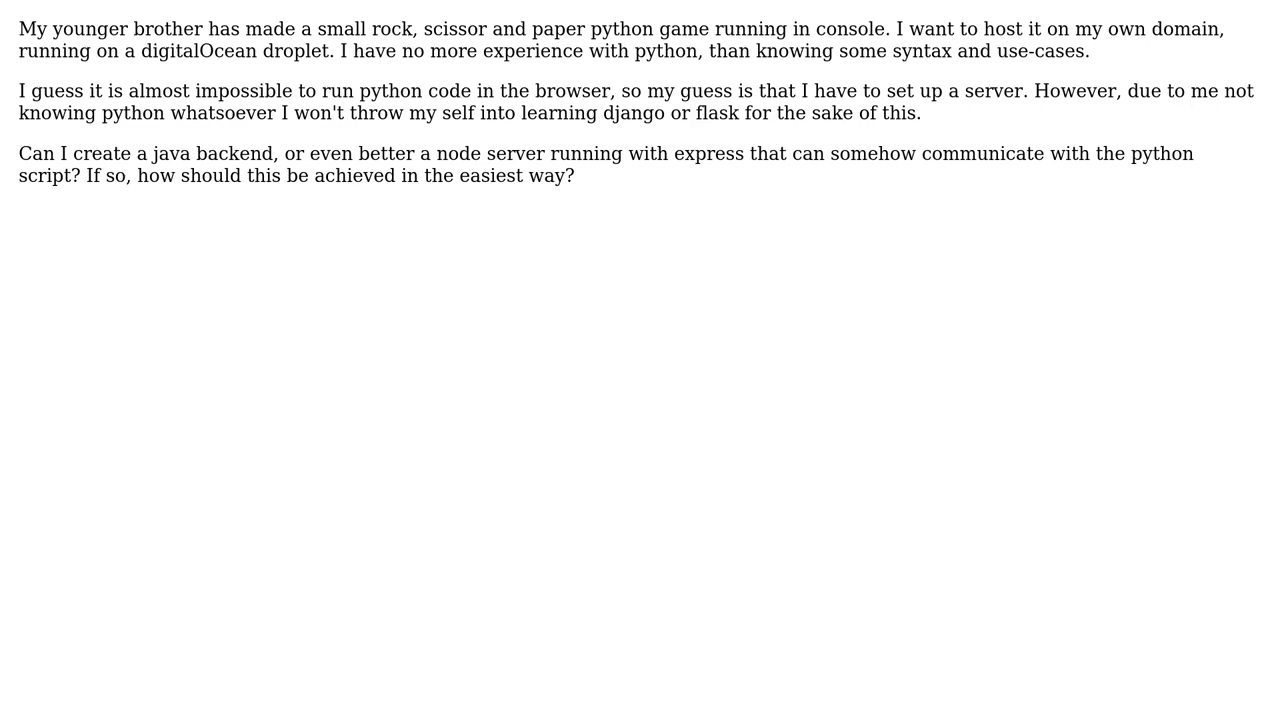 My younger brother has made a small rock, scissor and paper python game running in console. I want to host it on my own domain,
running on a digitalOcean droplet. I have no more experience with python, than knowing some syntax and use-cases.
I guess it is almost impossible to run python code in the browser, so my guess is that I have to set up a server. However, due to me not
knowing python whatsoever I won't throw my self into learning django or flask for the sake of this.
Can I create a java backend, or even better a node server running with express that can somehow communicate with the python
script? If so, how should this be achieved in the easiest way?